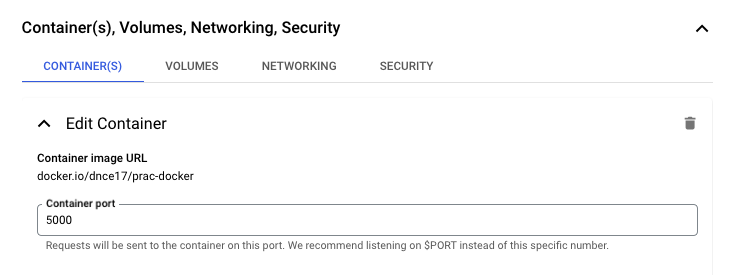 Container(s), Volumes, Networking, Security
CONTAINER(S) VOLUMES NETWORKING SECURITY
Edit Container
Container image URL
docker.io/dnce17/prac-docker
Container port
5000
Requests will be sent to the container on this port. We recommend listening on $PORT instead of this specific number.